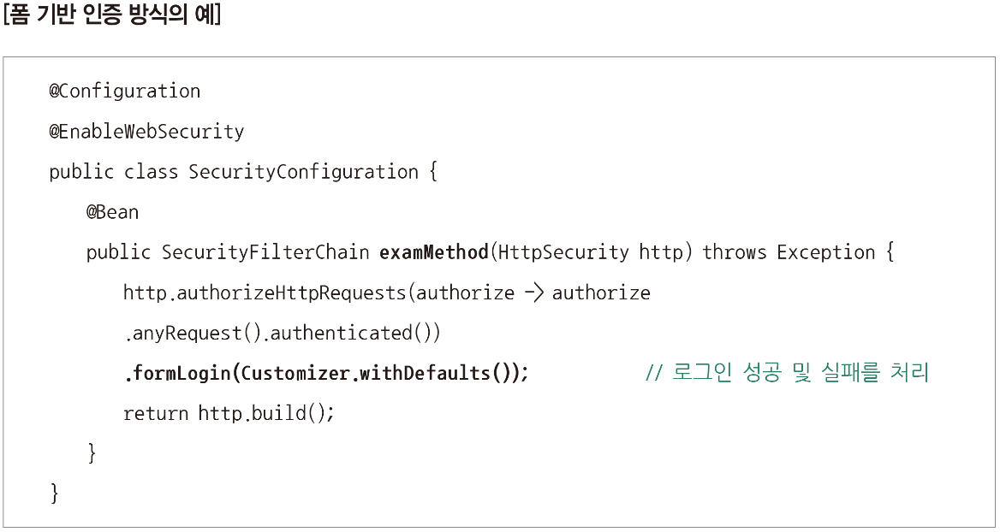 [폼 기반 인증 방식의 예]
@Configuration
@EnableWebSecurity
public class SecurityConfiguration {
@Bean
public SecurityFilterChain examMethod(HttpSecurity http) throws Exception {
http.authorizeHttpRequests(authorize -> authorize
.anyRequest().authenticated())
.formLogin(Customizer.withDefaults()); // 로그인 성공 및 실패를 처리
return http.build();
}
}